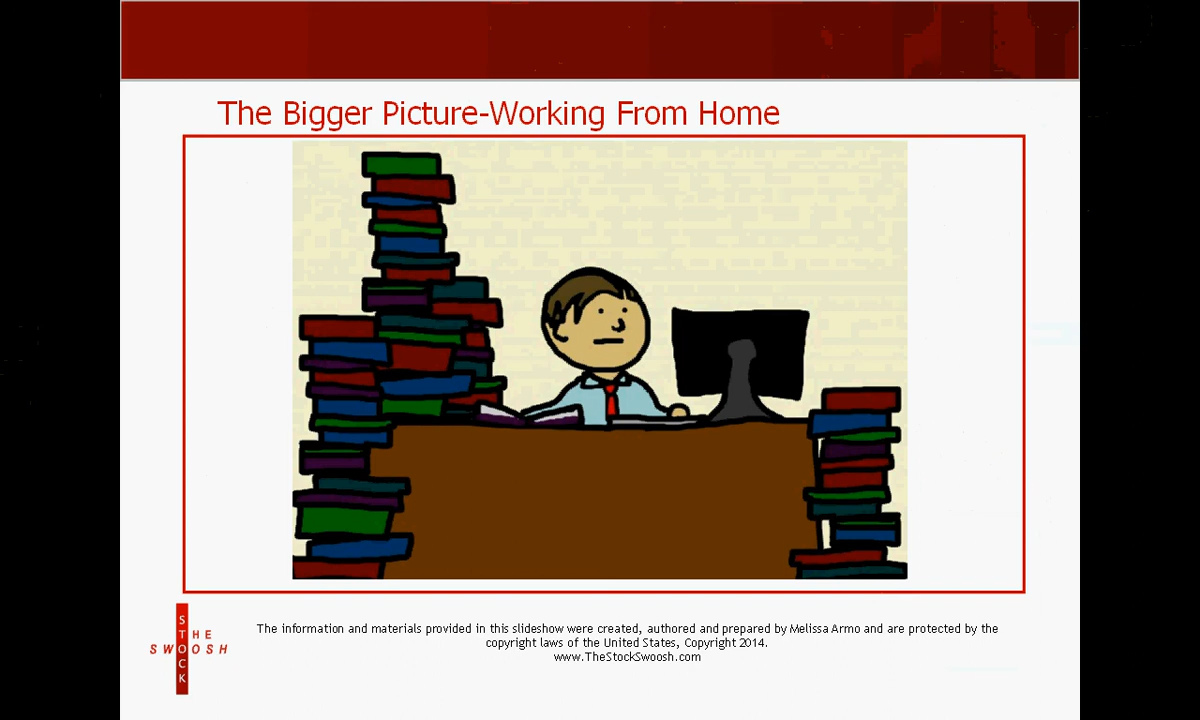 The Bigger Picture-Working From Home
THE
STOCK
SWOOSH
The information and materials provided in this slideshow were created, authored and prepared by Melissa Armo and are protected by the
copyright laws of the United States, Copyright 2014.
www.TheStockSwoosh.com